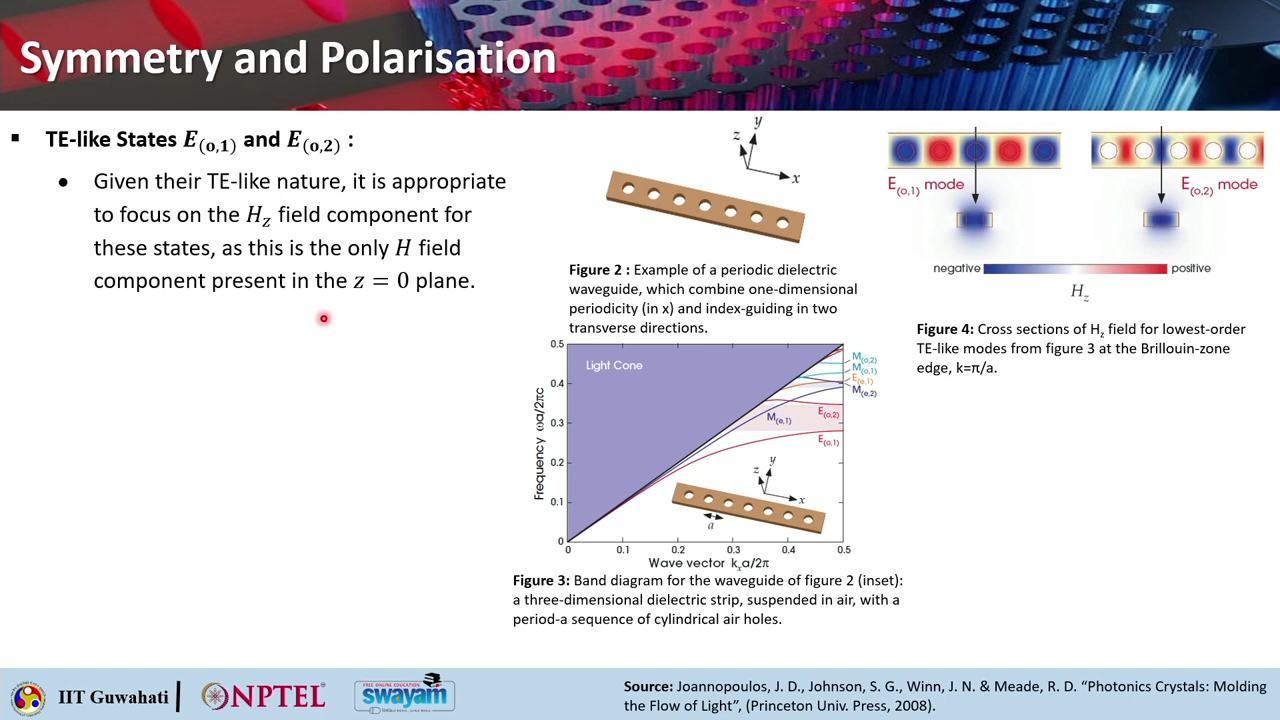 Symmetry and Polarisation
▪ TE-like States E(o,1) and E(o,2) :
● Given their TE-like nature, it is appropriate
to focus on the Hz field component for
these states, as this is the only H field
component present in the z = 0 plane.
y
z
x
Figure 2 : Example of a periodic dielectric
waveguide, which combine one-dimensional
periodicity (in x) and index-guiding in two
transverse directions.
0.5
0.4
0.3
0.2
0.1
0
Frequency ωa/2πc
Light Cone
M(o,2)
M(o,1)
E(e,1)
M(e,2)
M(e,1)
E(o,2)
E(o,1)
y
z
x
a
0 0.1 0.2 0.3 0.4 0.5
Wave vector kxa/2π
Figure 3: Band diagram for the waveguide of figure 2 (inset):
a three-dimensional dielectric strip, suspended in air, with a
period-a sequence of cylindrical air holes.
E(o,1) mode
E(o,2) mode
negative positive
Hz
Figure 4: Cross sections of Hz field for lowest-order
TE-like modes from figure 3 at the Brillouin-zone
edge, k=π/a.
IIT Guwahati
NPTEL
FREE ONLINE EDUCATION
swayam
Source: Joannopoulos, J. D., Johnson, S. G., Winn, J. N. & Meade, R. D. “Photonics Crystals: Molding
the Flow of Light”, (Princeton Univ. Press, 2008).